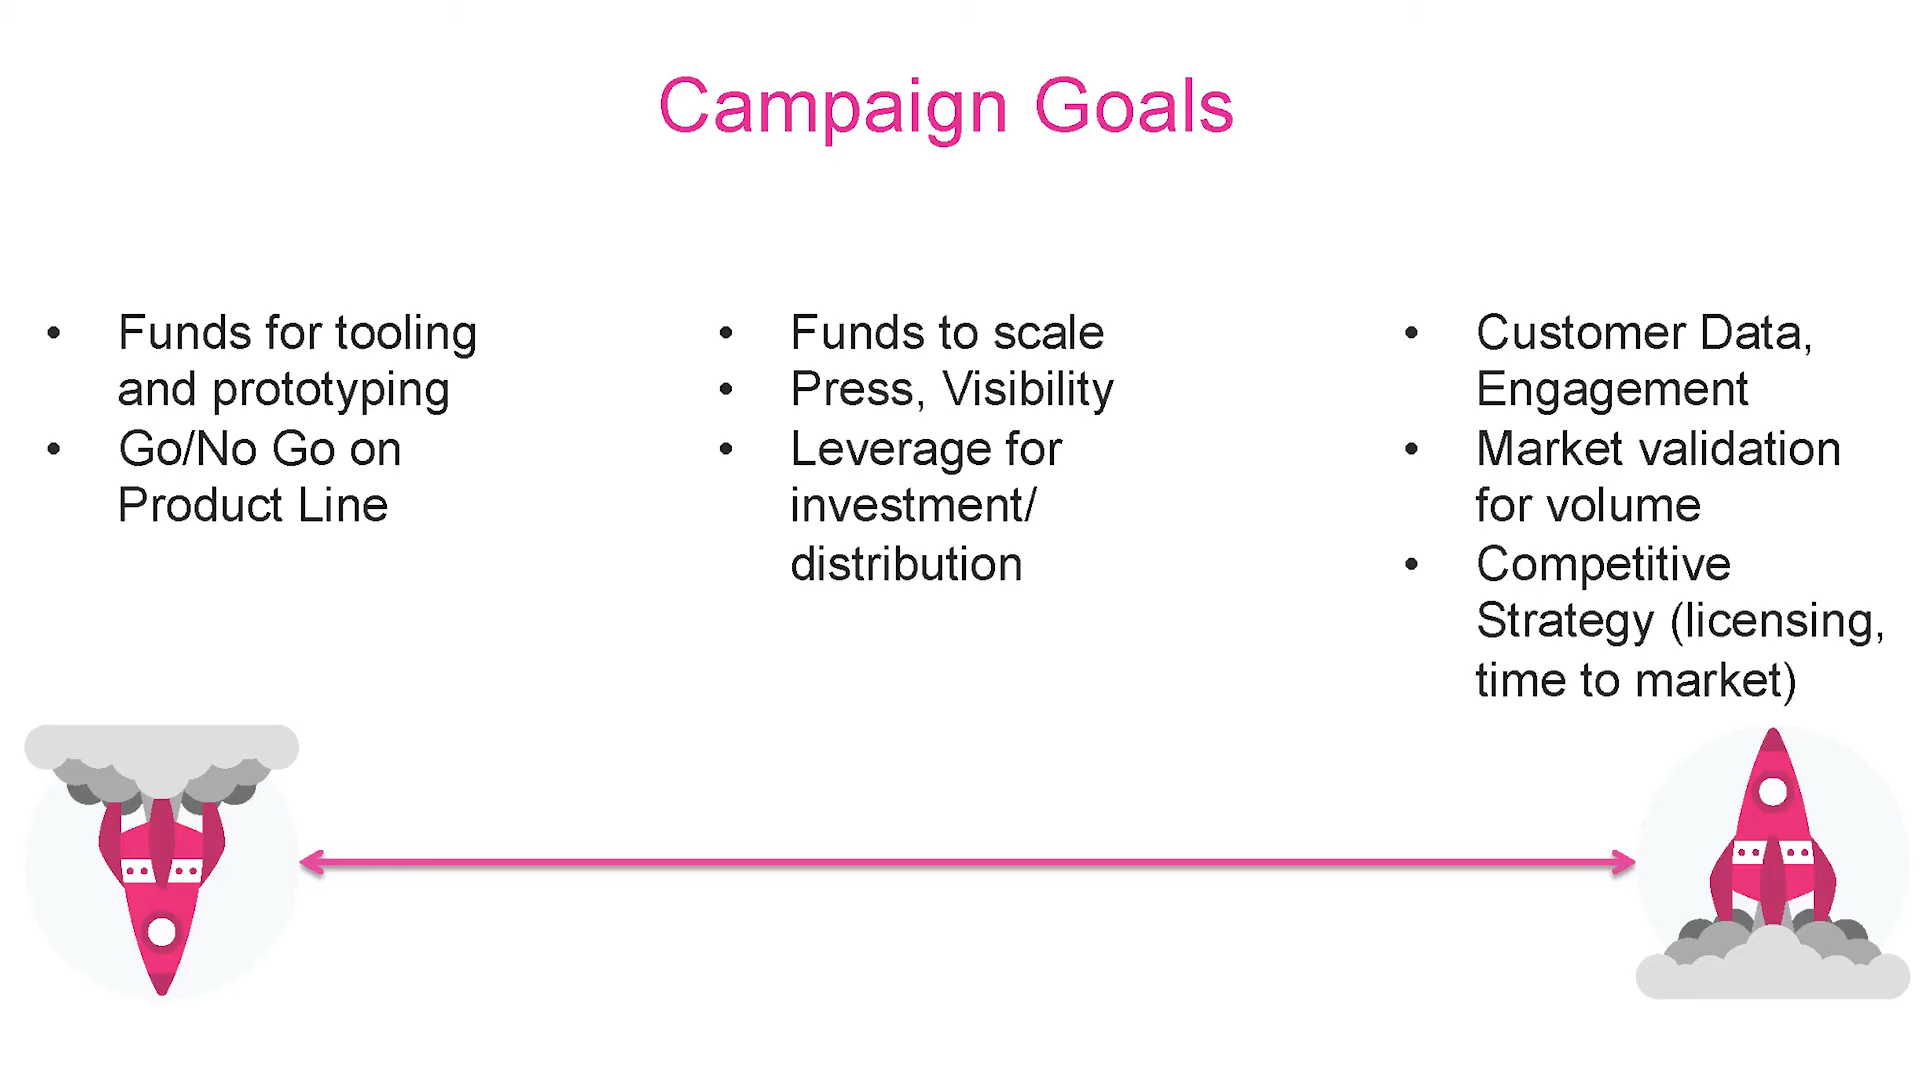 Campaign Goals
• Funds for tooling
and prototyping
• Go/No Go on
Product Line
• Funds to scale
• Press, Visibility
• Leverage for
investment/
distribution
• Customer Data,
Engagement
• Market validation
for volume
• Competitive
Strategy (licensing,
time to market)